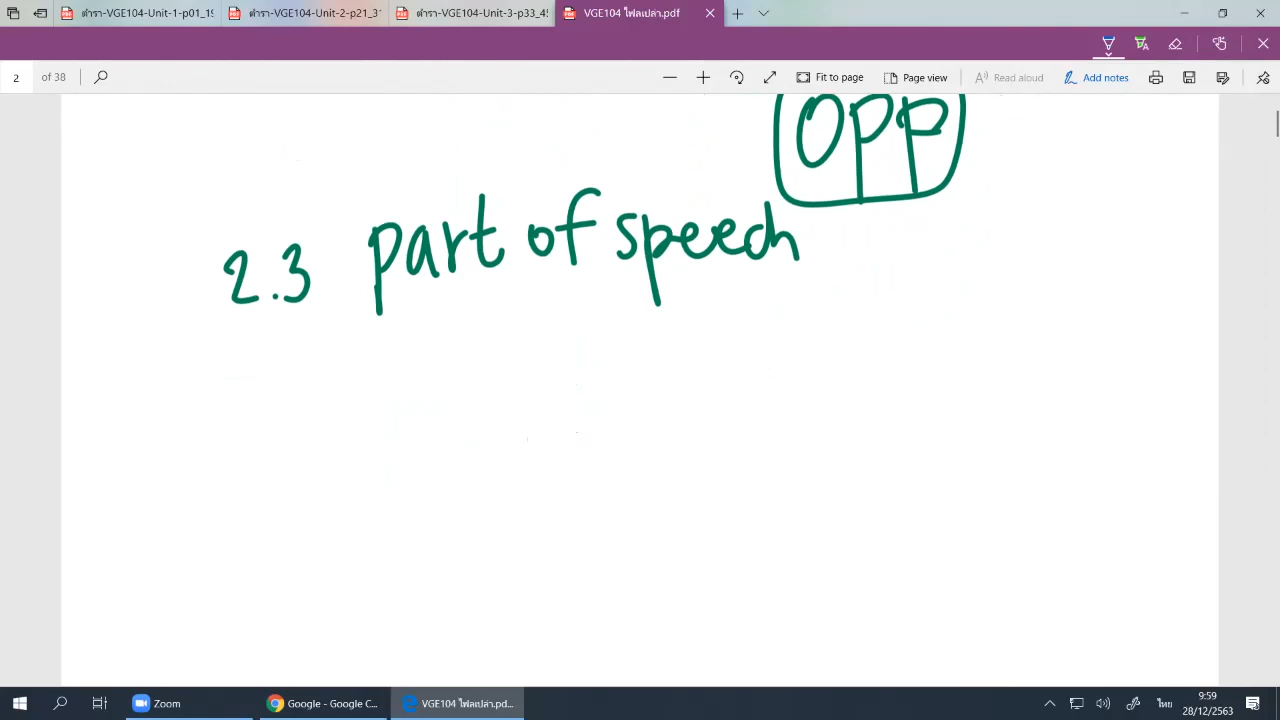 ตำรา-VGE104-Unit-1-p01_1
ตำรา-VGE104-Unit-2-p21_3
ตำรา-VGE104-Unit-3-p33_4
VGE104 ไฟลเปล่า.pdf
2 of 38
Fit to page
Page view
Read aloud
Add notes
OPP
2.3 part of speech
Zoom
Google - Google C...
VGE104 ไฟลเปล่า.pd...
ไทย
9:59
28/12/2563